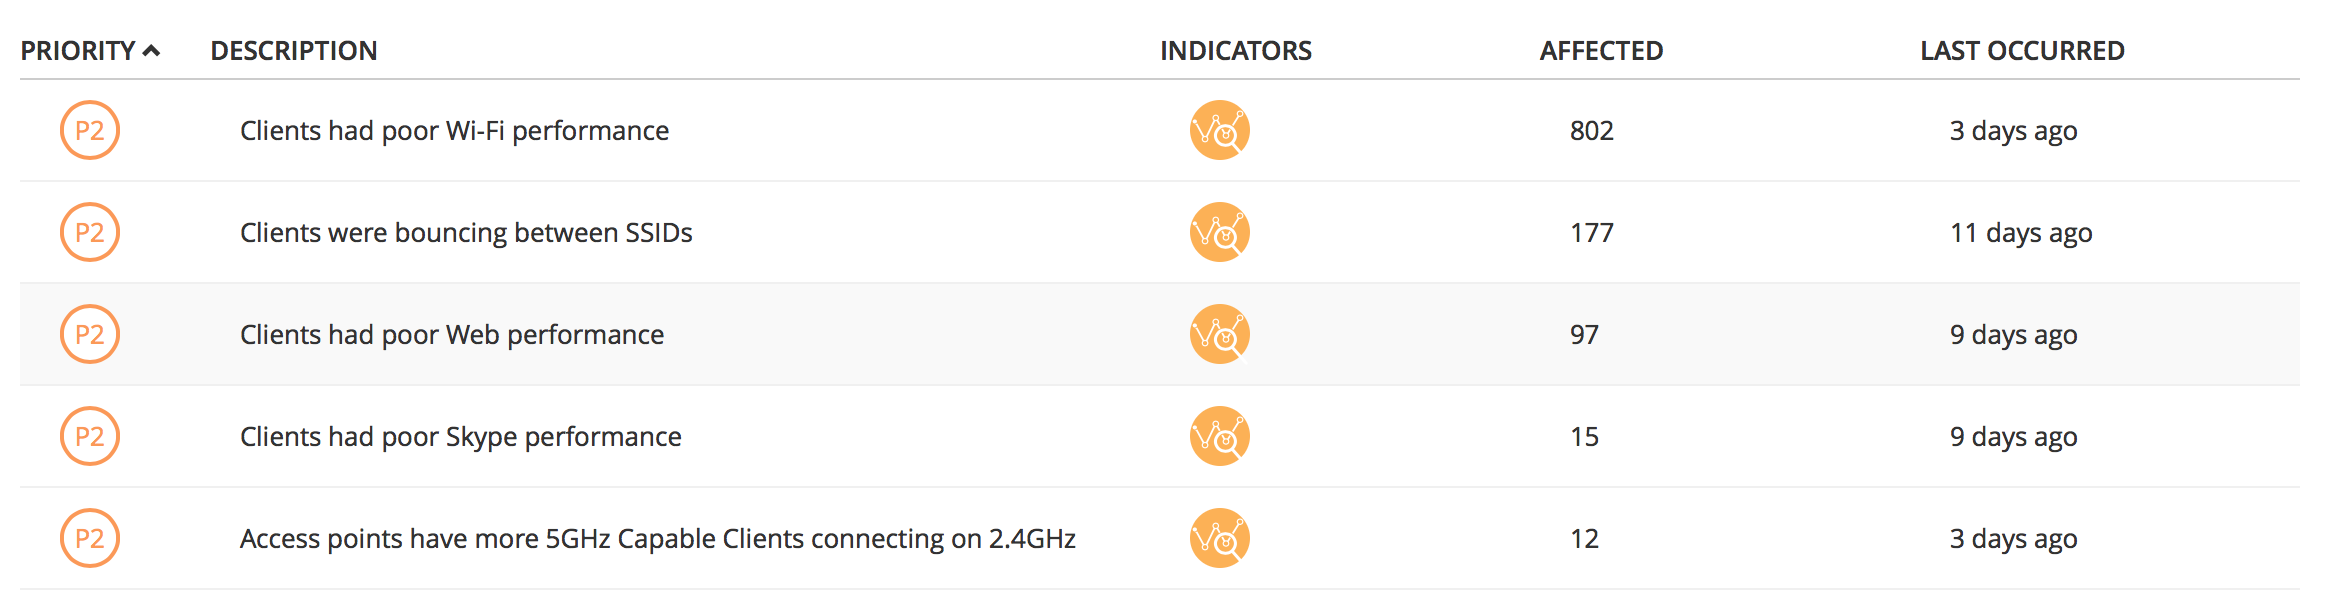 PRIORITY DESCRIPTION INDICATORS AFFECTED LAST OCCURRED
P2 Clients had poor Wi-Fi performance 802 3 days ago
P2 Clients were bouncing between SSIDs 177 11 days ago
P2 Clients had poor Web performance 97 9 days ago
P2 Clients had poor Skype performance 15 9 days ago
P2 Access points have more 5GHz Capable Clients connecting on 2.4GHz 12 3 days ago